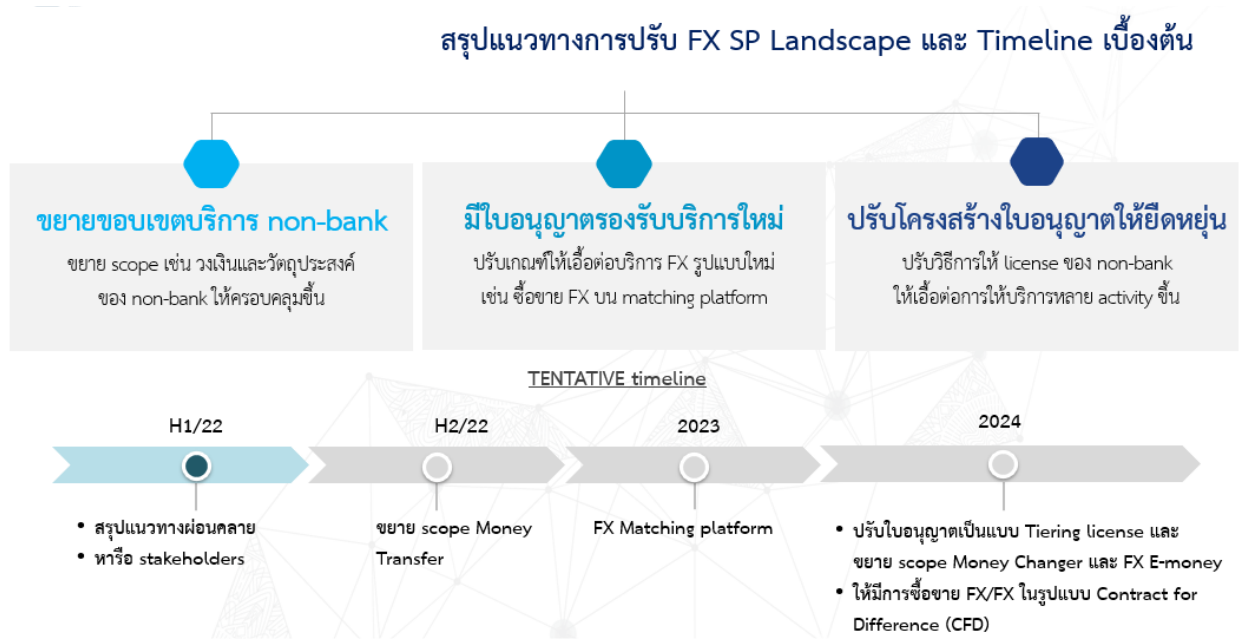 สรุปแนวทางการปรับ FX SP Landscape และ Timeline เบื้องต้น
ขยายขอบเขตบริการ non-bank
ขยาย scope เช่น วงเงินและวัตถุประสงค์
ของ non-bank ให้ครอบคลุมขึ้น
มีใบอนุญาตรองรับบริการใหม่
ปรับเกณฑ์ให้เอื้อต่อบริการ FX รูปแบบใหม่
เช่น ซื้อขาย FX บน matching platform
ปรับโครงสร้างใบอนุญาตให้ยืดหยุ่น
ปรับวิธีการให้ license ของ non-bank
ให้เอื้อต่อการให้บริการหลาย activity ขึ้น
TENTATIVE timeline
H1/22
• สรุปแนวทางผ่อนคลาย
• หารือ stakeholders
H2/22
ขยาย scope Money
Transfer
2023
FX Matching platform
2024
• ปรับใบอนุญาตเป็นแบบ Tiering license และ
ขยาย scope Money Changer และ FX E-money
• ให้มีการซื้อขาย FX/FX ในรูปแบบ Contract for
Difference (CFD)